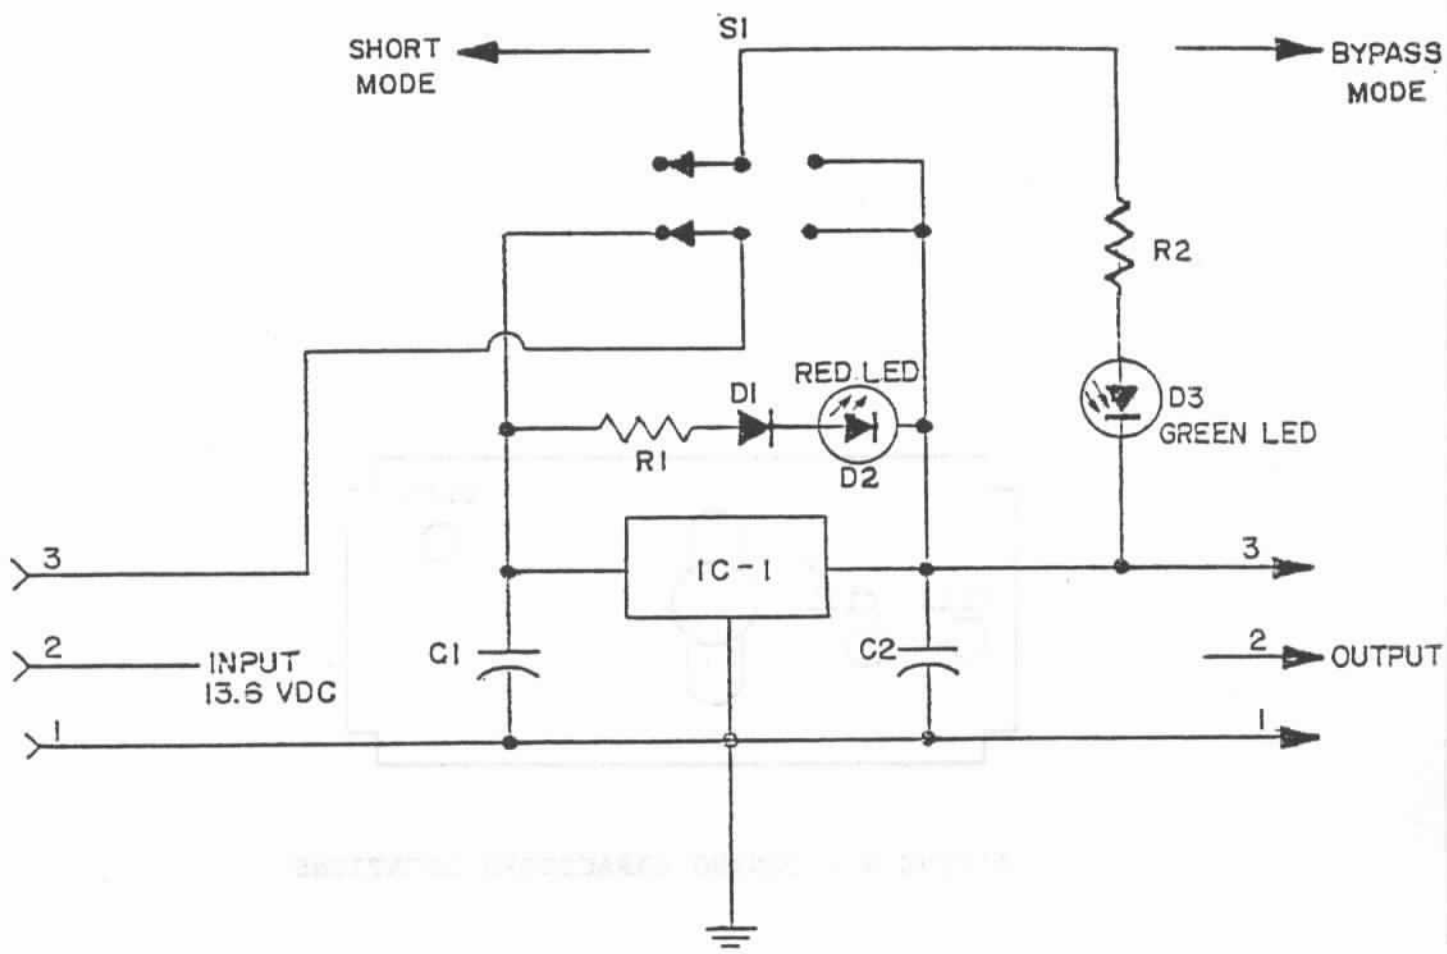 S1
SHORT
MODE
BYPASS
MODE
R2
RED LED
D1
D3
GREEN LED
R1
D2
3
IC-1
3
C1
C2
2
INPUT
13.6 VDC
2
OUTPUT
1
1